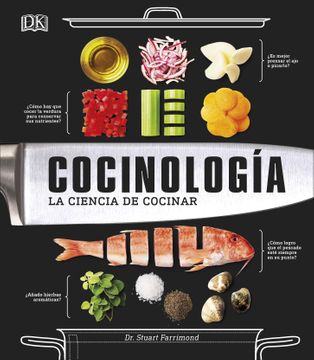 DK
¿Es mejor
prensar el ajo
o picarlo?
¿Cómo hay que
cocer la verdura
para conservar
sus nutrientes?
COCINOLOGÍA
LA CIENCIA DE COCINAR
¿Cómo logro
que el pescado
esté siempre
en su punto?
¿Añado hierbas
aromáticas?
Dr. Stuart Farrimond